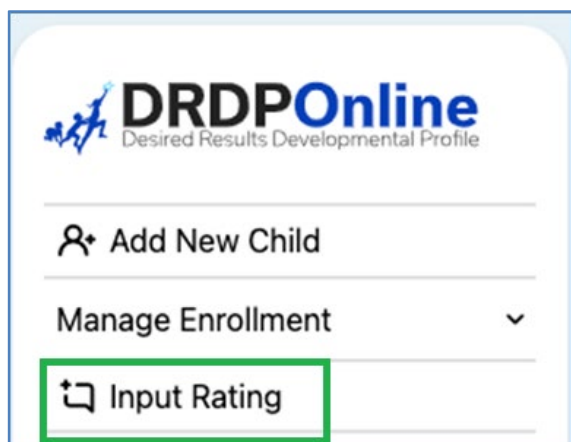 DRDPOnline
Desired Results Developmental Profile
Add New Child
Manage Enrollment
Input Rating